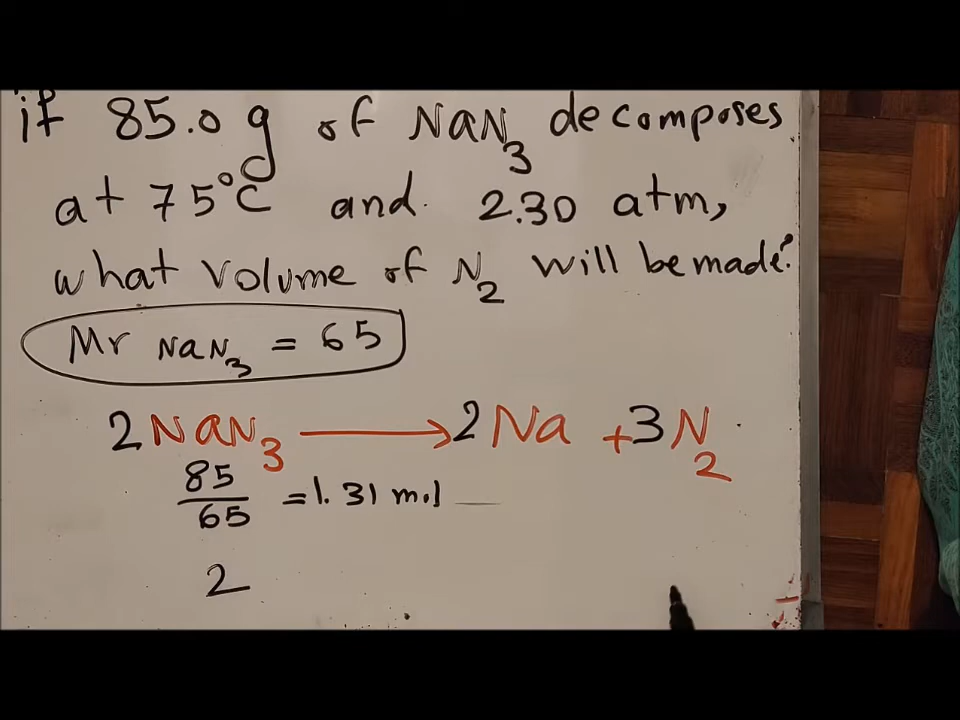 if 85.0 g of NaN3 decomposes
at 75°C and 2.30 atm,
what volume of N2 will be made?
Mr NaN3 = 65
2NaN3 → 2Na + 3N2
85/65 = 1.31 mol
2